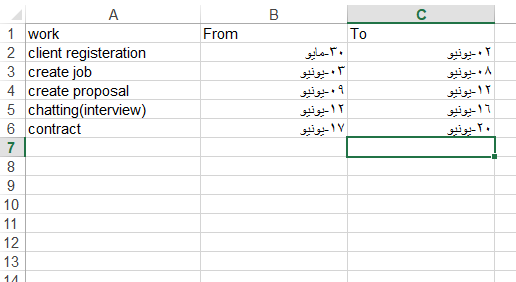 A B C
1 work From To
2 client registeration ٣٠-مايو ٠٢-يونيو
3 create job ٠٣-يونيو ٠٨-يونيو
4 create proposal ٠٩-يونيو ١٢-يونيو
5 chatting(interview) ١٢-يونيو ١٦-يونيو
6 contract ١٧-يونيو ٢٠-يونيو
7
8
9
10
11
12
13
14